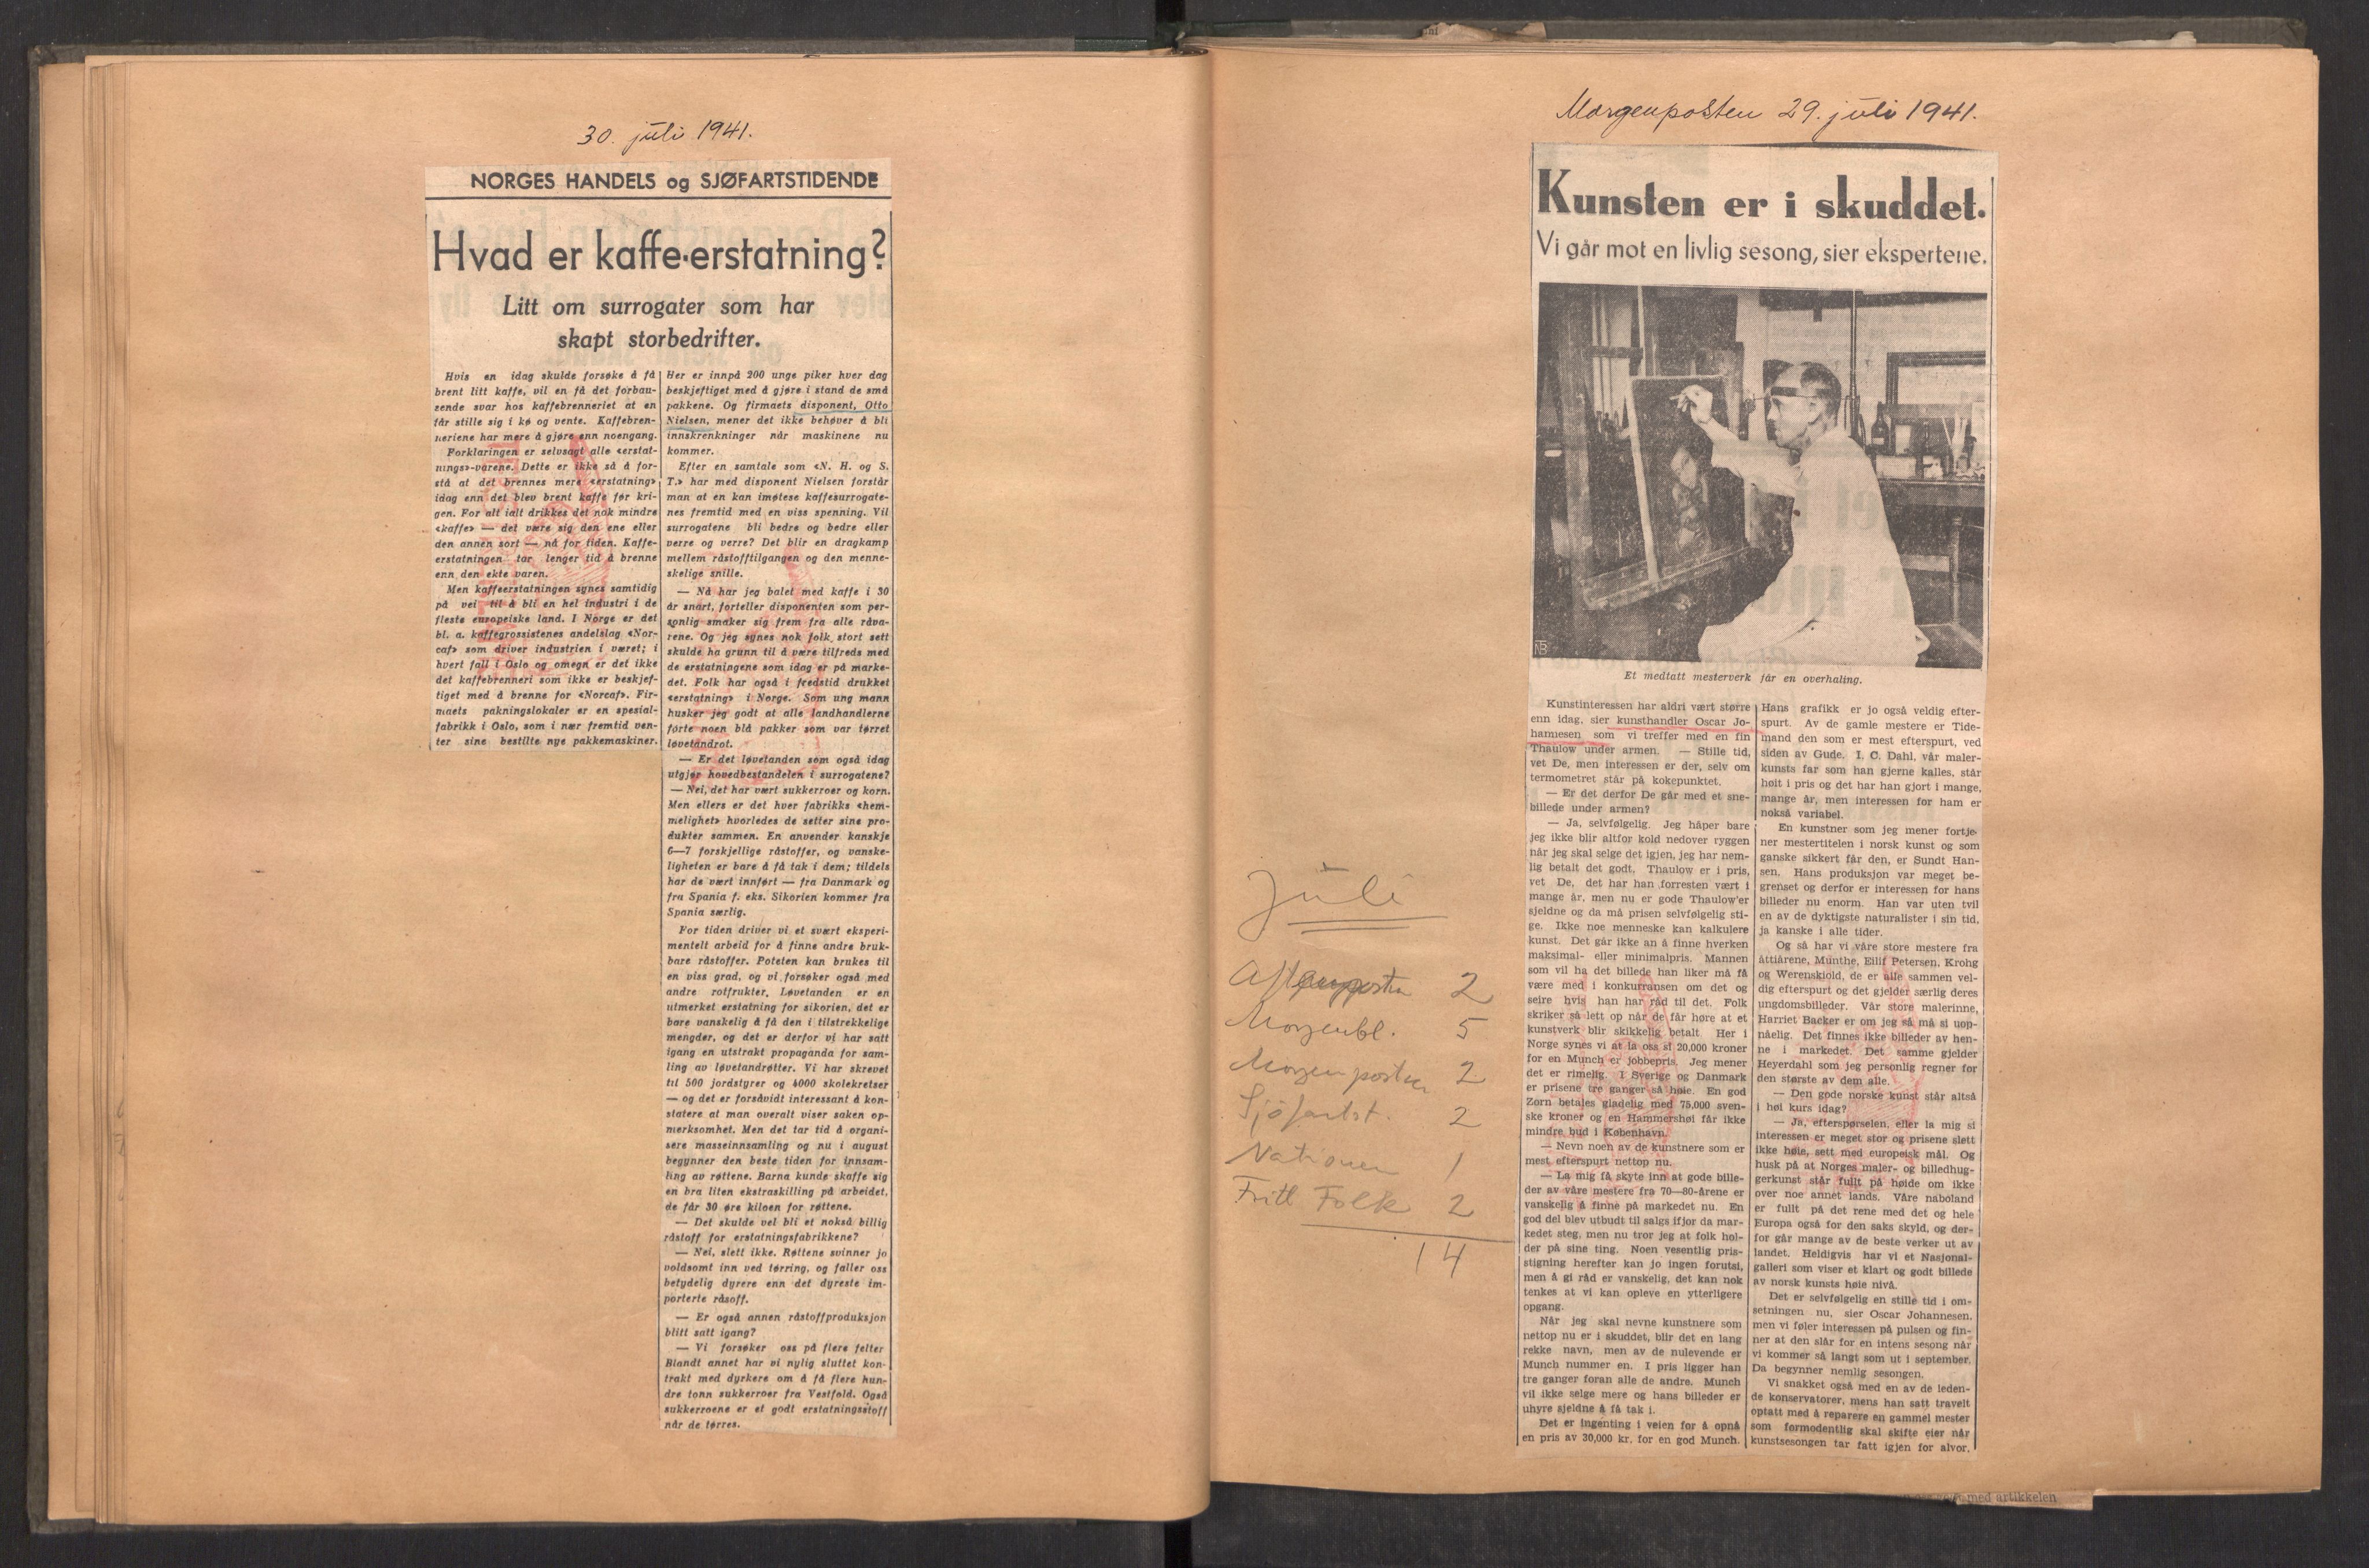 30. juli 1941.
NORGES HANDELS og SJØFARTSTIDENDE
Hvad er kaffe-erstatning?
Litt om surrogater som har
skapt storbedrifter.
Hvis en idag skulde forsøke å få
brent litt kaffe, vil en få det forbau-
zende svar hos kaffebrenneriet at en
får stille sig i kø og vente. Kaffebren-
neriene har mere å gjøre enn noengang.
Forklaringen er selvsagt alle «erstat-
nings»-varene. Dette er ikke så å for-
stå at det brennes mere «erstatning»
idag enn det blev brent kaffe før kri-
gen. For alt ialt drikkes det nok mindre
«kaffe» — det være sig den ene eller
den annen sort — nå for tiden. Kaffe-
erstatningen tar lenger tid å brenne
enn den ekte varen.
Men kaffeerstatningen synes samtidig
på vei til å bli en hel industri i de
fleste europeiske land. I Norge er det
bl. a. kaffegrossistenes andelslag «Nor-
caf» som driver industrien i været; i
hvert fall i Oslo og omegn er det ikke
det kaffebrenneri som ikke er beskjef-
tiget med å brenne for «Norcaf». Fir-
maets pakningslokaler er en spesial-
fabrikk i Oslo, som i nær fremtid ven-
ter sine bestilte nye pakkemaskiner.
Her er innpå 200 unge piker hver dag
beskjeftiget med å gjøre i stand de små
pakkene. Og firmaets disponent, Otto
Nielsen, mener det ikke behøver å bli
innskrenkninger når maskinene nu
kommer.
Efter en samtale som «N. H. og S.
T.» har med disponent Nielsen forstår
man at en kan imøtese kaffesurrogate-
nes fremtid med en viss spenning. Vil
surrogatene bli bedre og bedre eller
verre og verre? Det blir en dragkamp
mellem råstofftilgangen og den menne-
skelige snille.
— Nå har jeg balet med kaffe i 30
år snart, forteller disponenten som per-
sonlig smaker sig frem fra alle råva-
rene. Og jeg synes nok folk stort sett
skulde ha grunn til å være tilfreds med
de erstatningene som idag er på marke-
det. Folk har også i fredstid drukket
«erstatning» i Norge. Som ung mann
husker jeg godt at alle landhandlerne
førte noen blå pakker som var tørret
løvetandrot.
— Er det løvetanden som også idag
utgjør hovedbestandelen i surrogatene?
— Nei, det har vært sukkerroer og korn.
Men ellers er det hver fabrikks «hem-
melighet» hvorledes de setter sine pro-
dukter sammen. En anvender kanskje
6—7 forskjellige råstoffer, og vanske-
ligheten er bare å få tak i dem; tildels
har de vært innført — fra Danmark og
fra Spania f. eks. Sikorien kommer fra
Spania særlig.
For tiden driver vi et svært eksperi-
mentelt arbeid for å finne andre bruk-
bare råstoffer. Poteten kan brukes til
en viss grad, og vi forsøker også med
andre rotfrukter. Løvetanden er en
utmerket erstatning for sikorien, det er
bare vanskelig å få den i tilstrekkelige
mengder, og det er derfor vi har satt
igang en utstrakt propaganda for sam-
ling av løvetandrøtter. Vi har skrevet
til 500 jordstyrer og 4000 skolekretser
— og det er forsåvidt interessant å kon-
statere at man overalt viser saken op-
merksomhet. Men det tar tid å organi-
sere masseinnsamling og nu i august
begynner den beste tiden for innsam-
ling av røttene. Barna kunde skaffe sig
en bra liten ekstraskilling på arbeidet,
de får 30 øre kiloen for røttene.
— Det skulde vel bli et nokså billig
råstoff for erstatningsfabrikkene?
— Nei, slett ikke. Røttene svinner jo
voldsomt inn ved tørring, og faller oss
betydelig dyrere enn det dyreste im-
porterte råsoff.
— Er også annen råstoffproduksjon
blitt satt igang?
— Vi forsøker oss på flere felter
Blandt annet har vi nylig sluttet kon-
trakt med dyrkere om å få flere hun-
dre tonn sukkerroer fra Vestfold. Også
sukkerroene er et godt erstatningsstoff
når de tørres.
Morgenposten 29. juli 1941.
Kunsten er i skuddet.
Vi går mot en livlig sesong, sier ekspertene.
NTB
Et medtatt mesterverk får en overhaling.
Kunstinteressen har aldri vært større
enn idag, sier kunsthandler Oscar Jo-
hannesen som vi treffer med en fin
Thaulow under armen. — Stille tid,
vet De, men interessen er der, selv om
termometret står på kokepunktet.
— Er det derfor De går med et sne-
billede under armen?
— Ja, selvfølgelig. Jeg håper bare
jeg ikke blir altfor kold nedover ryggen
når jeg skal selge det igjen, jeg har nem-
lig betalt det godt. Thaulow er i pris,
vet De, det har han forresten vært i
mange år, men nu er gode Thaulow'er
sjeldne og da må prisen selvfølgelig sti-
ge. Ikke noe menneske kan kalkulere
kunst. Det går ikke an å finne hverken
maksimal- eller minimalpris. Mannen
som vil ha det billede han liker må få
være med i konkurransen om det og
seire hvis han har råd til det. Folk
skriker så lett op når de får høre at et
kunstverk blir skikkelig betalt Her i
Norge synes vi at la oss si 20,000 kroner
for en Munch er jobbepris. Jeg mener
det er rimelig. I Sverige og Danmark
er prisene tre ganger så høie. En god
Zorn betales gladelig med 75,000 sven-
ske kroner og en Hammershøi får ikke
mindre bud i København.
— Nevn noen av de kunstnere som er
mest efterspurt nettop nu.
— La mig få skyte inn at gode bille-
der av våre mestere fra 70—80-årene er
vanskelig å finne på markedet nu. En
god del blev utbudt til salgs ifjor da mar-
kedet steg, men nu tror jeg at folk hol-
der på sine ting. Noen vesentlig pris-
stigning herefter kan jo ingen forutsi,
men å gi råd er vanskelig, det kan nok
tenkes at vi kan opleve en ytterligere
opgang.
Når jeg skal nevne kunstnere som
nettop nu er i skuddet, blir det en lang
rekke navn, men av de nulevende er
Munch nummer en. I pris ligger han
tre ganger foran alle de andre. Munch
vil ikke selge mere og hans billeder er
uhyre sjeldne å få tak i.
Det er ingenting i veien for å opnå
en pris av 30,000 kr. for en god Munch.
Hans grafikk er jo også veldig efter-
spurt. Av de gamle mestere er Tide-
mand den som er mest efterspurt, ved
siden av Gude. I. C. Dahl, vår maler-
kunsts far som han gjerne kalles, står
høit i pris og det har han gjort i mange,
mange år, men interessen for ham er
nokså variabel.
En kunstner som jeg mener fortje-
ner mestertitelen i norsk kunst og som
ganske sikkert får den, er Sundt Han-
sen. Hans produksjon var meget be-
grenset og derfor er interessen for hans
billeder nu enorm. Han var uten tvil
en av de dyktigste naturalister i sin tid,
ja kanske i alle tider.
Og så har vi våre store mestere fra
åttiårene, Munthe, Eilif Petersen, Krohg
og Werenskiold, de er alle sammen vel-
dig efterspurt og det gjelder særlig deres
ungdomsbilleder. Vår store malerinne,
Harriet Backer er om jeg så må si uop-
nåelig. Det finnes ikke billeder av hen-
ne i markedet. Det samme gjelder
Heyerdahl som jeg personlig regner for
den største av dem alle.
— Den gode norske kunst står altså
i høi kurs idag?
— Ja, efterspørselen, eller la mig si
interessen er meget stor og prisene slett
ikke høie, sett med europeisk mål. Og
husk på at Norges maler- og billedhug-
gerkunst står fullt på høide om ikke
over noe annet lands. Våre naboland
er fullt på det rene med det og hele
Europa også for den saks skyld, og der-
for går mange av de beste verker ut av
landet. Heldigvis har vi et Nasjonal-
galleri som viser et klart og godt billede
av norsk kunsts høie nivå.
Det er selvfølgelig en stille tid i om-
setningen nu, sier Oscar Johannesen,
men vi føler interessen på pulsen og fin-
ner at den slår for en intens sesong når
vi kommer så langt som ut i september.
Da begynner nemlig sesongen.
Vi snakket også med en av de leden-
de konservatorer, mens han satt travelt
optatt med å reparere en gammel mester
som formodentlig skal skifte eier når
kunstsesongen tar fatt igjen for alvor.
Juli
Aftenposten 2
Morgenbl. 5
Morgenposten 2
Sjøfartst. 2
Nationen 1
Fritt Folk 2
14
med artikkelen